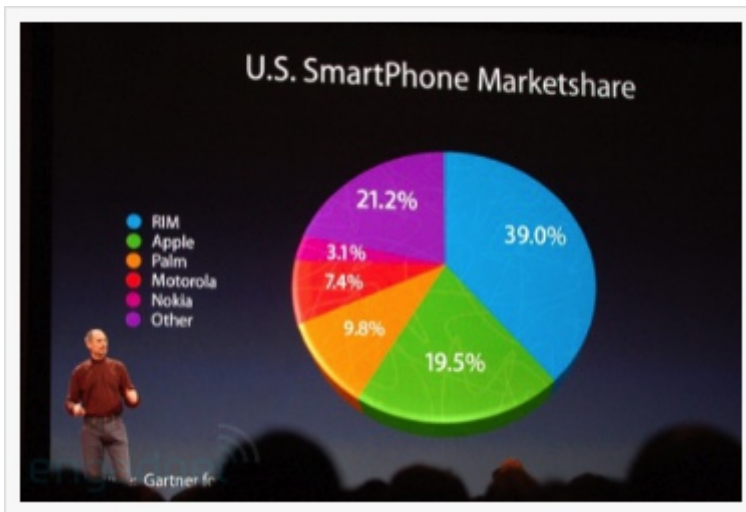 U.S. SmartPhone Marketshare
RIM
Apple
Palm
Motorola
Nokia
Other
21.2%
39.0%
3.1%
7.4%
9.8%
19.5%
Gartner